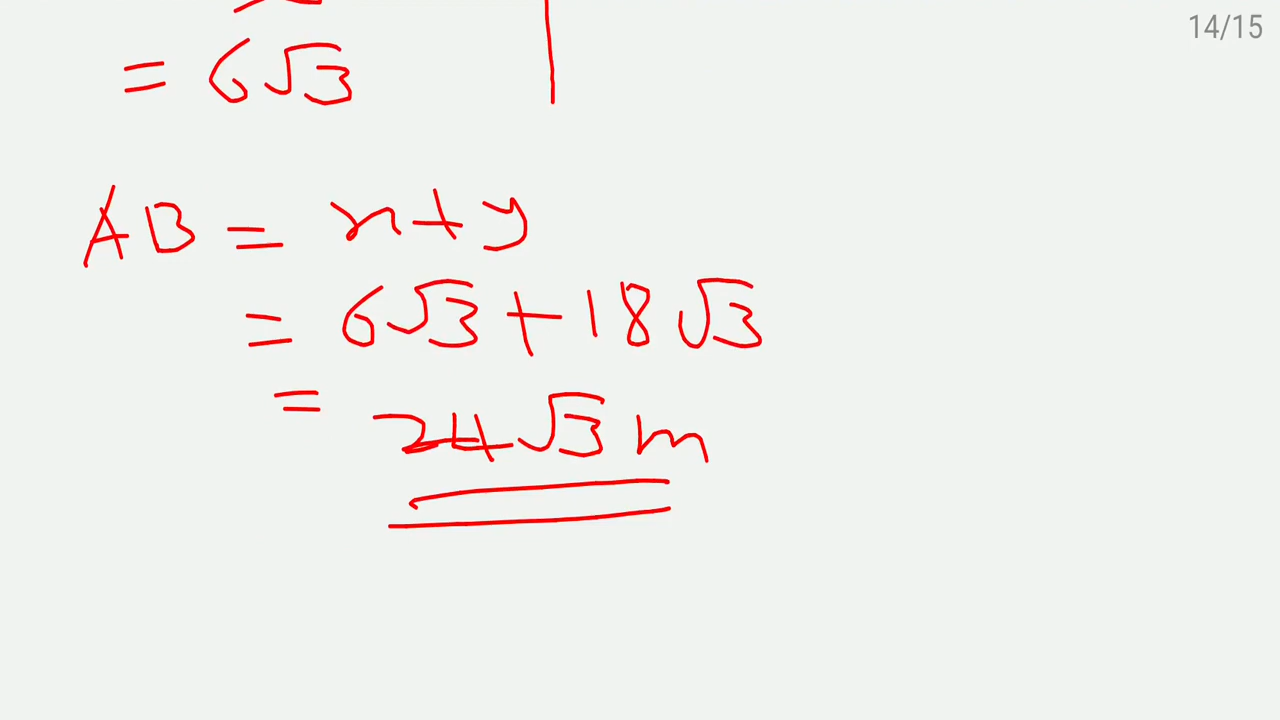 14/15
= 6√3
AB = x+y
= 6√3 + 18√3
= 24√3 m